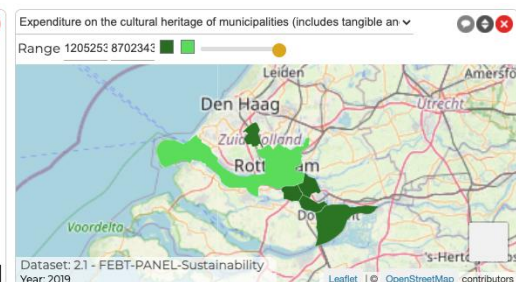 Expenditure on the cultural heritage of municipalities (includes tangible an
Range 1205253 8702343
Leiden
Amersfo
Den Haag
Utrecht
Zuid-Holland
Rotterdam
Voordelta
's-Hert
Dataset: 2.1 - FEBT-PANEL-Sustainability
Year: 2019
Leaflet | © OpenStreetMap contributors